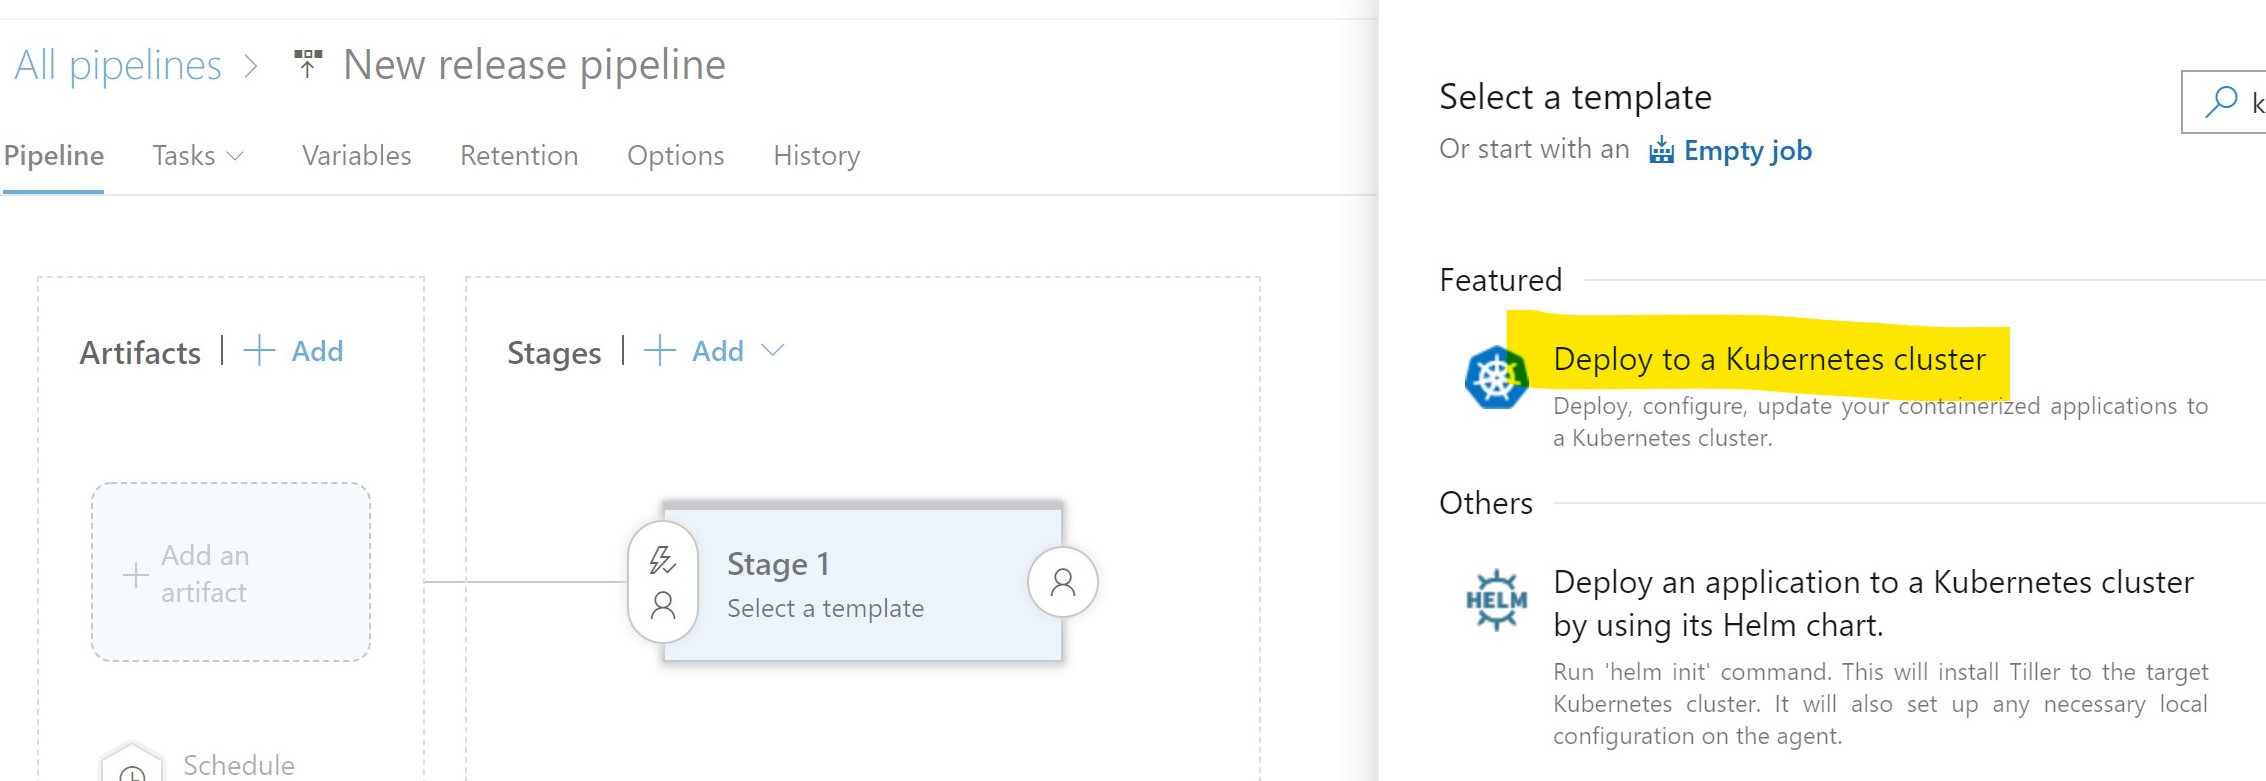 All pipelines > New release pipeline
Pipeline Tasks Variables Retention Options History
Artifacts | + Add
Stages | + Add
+ Add an
artifact
Stage 1
Select a template
Schedule
Select a template
k
Or start with an Empty job
Featured
Deploy to a Kubernetes cluster
Deploy, configure, update your containerized applications to
a Kubernetes cluster.
Others
HELM
Deploy an application to a Kubernetes cluster
by using its Helm chart.
Run 'helm init' command. This will install Tiller to the target
Kubernetes cluster. It will also set up any necessary local
configuration on the agent.